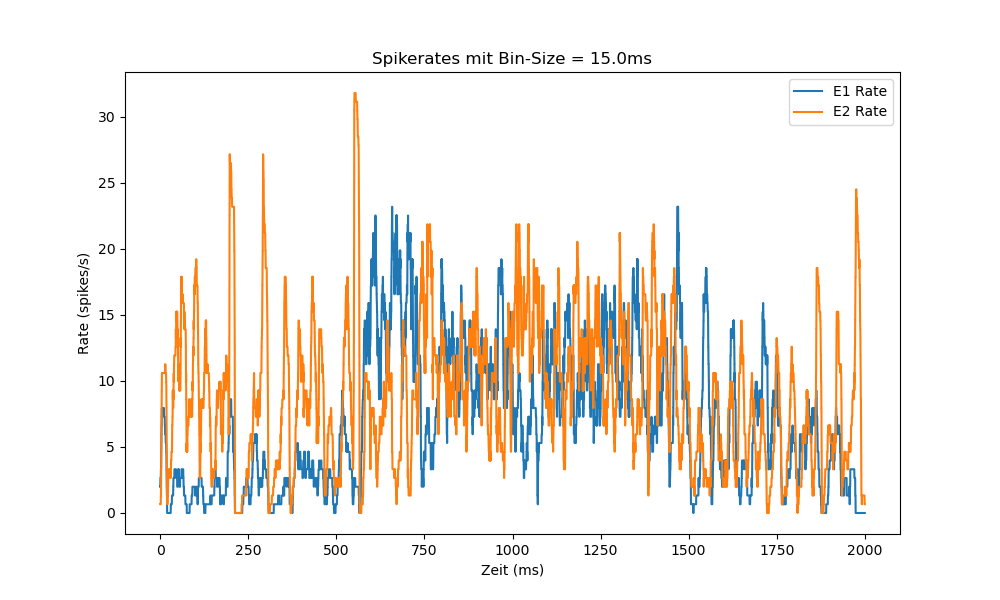 Spikerates mit Bin-Size = 15.0ms
E1 Rate
E2 Rate
Rate (spikes/s)
30
25
20
15
10
5
0
0 250 500 750 1000 1250 1500 1750 2000
Zeit (ms)